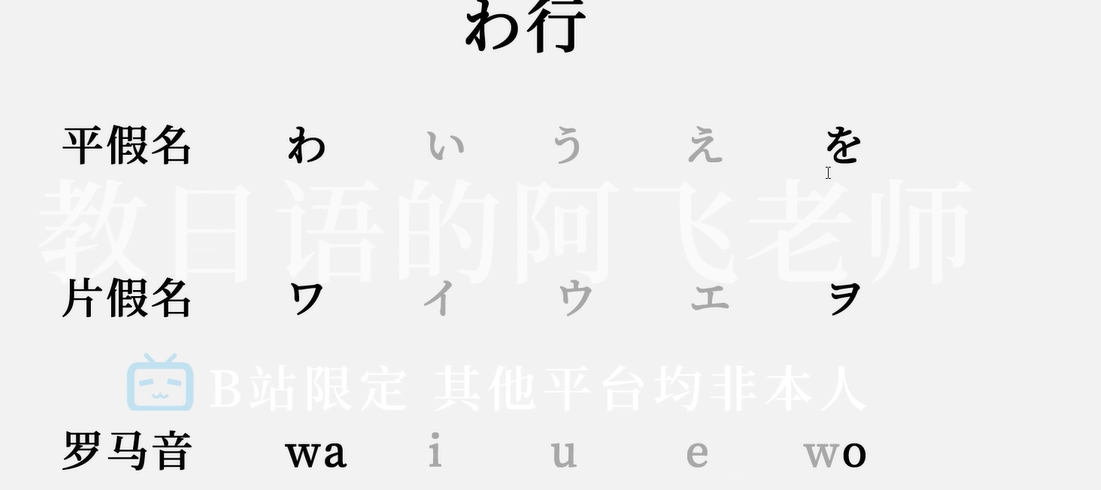 わ行
平假名 わ い う え を
教日语的阿飞老师
片假名 ワ イ ウ エ ヲ
B站限定 其他平台均非本人
罗马音 wa i u e wo